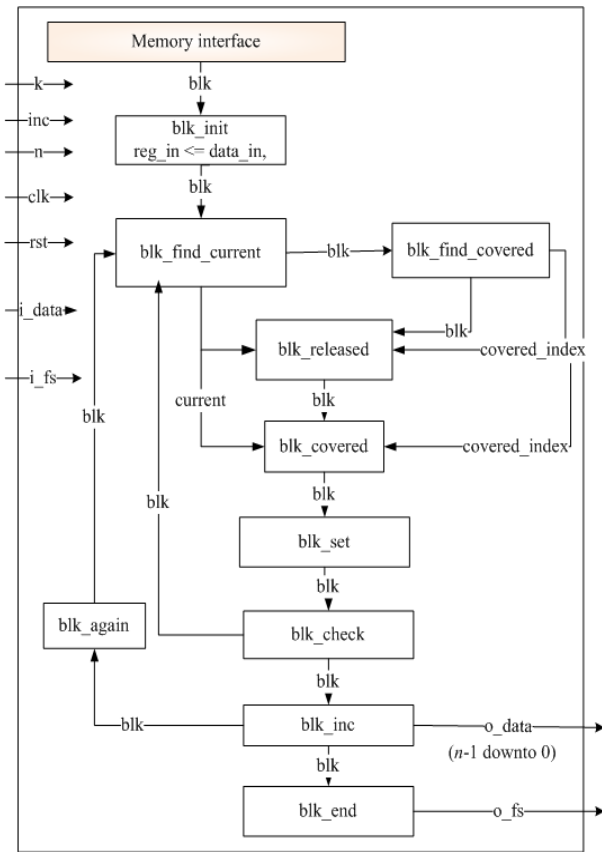 Memory interface
k
blk
inc
blk_init
n
reg_in <= data_in,
blk
clk
rst
blk_find_current
blk
blk_find_covered
i_data
blk
blk_released
covered_index
i_fs
current
blk
blk
blk_covered
covered_index
blk
blk
blk_set
blk
blk_again
blk_check
blk
blk
blk_inc
o_data
(n-1 downto 0)
blk
blk_end
o_fs